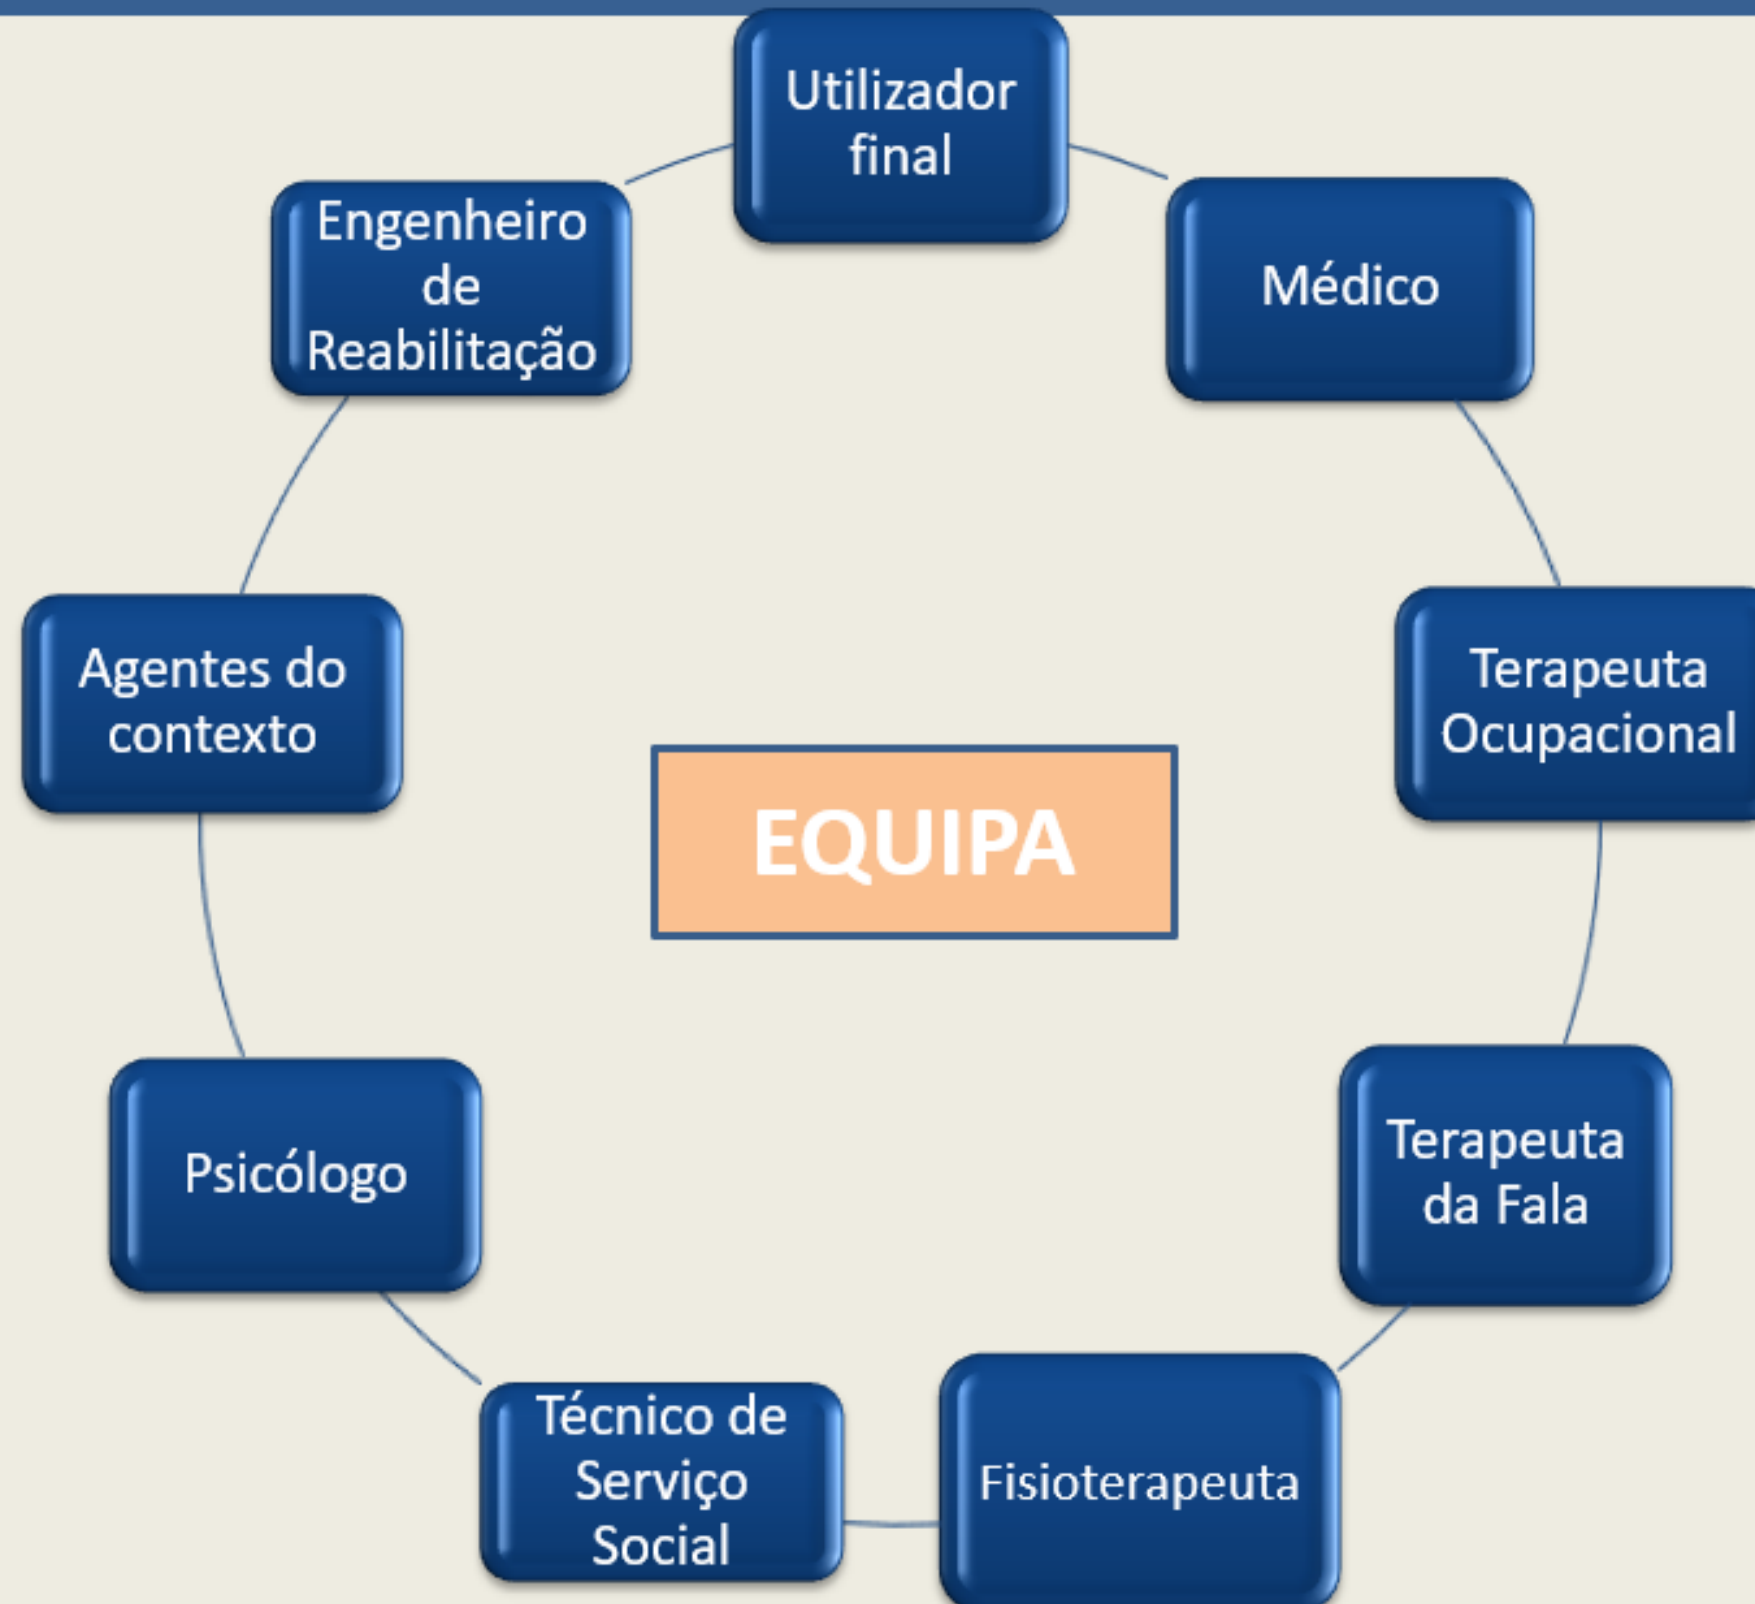 Utilizador
final
Médico
Terapeuta
Ocupacional
Terapeuta
da Fala
Fisioterapeuta
Técnico de
Serviço
Social
Psicólogo
Agentes do
contexto
Engenheiro
de
Reabilitação
EQUIPA